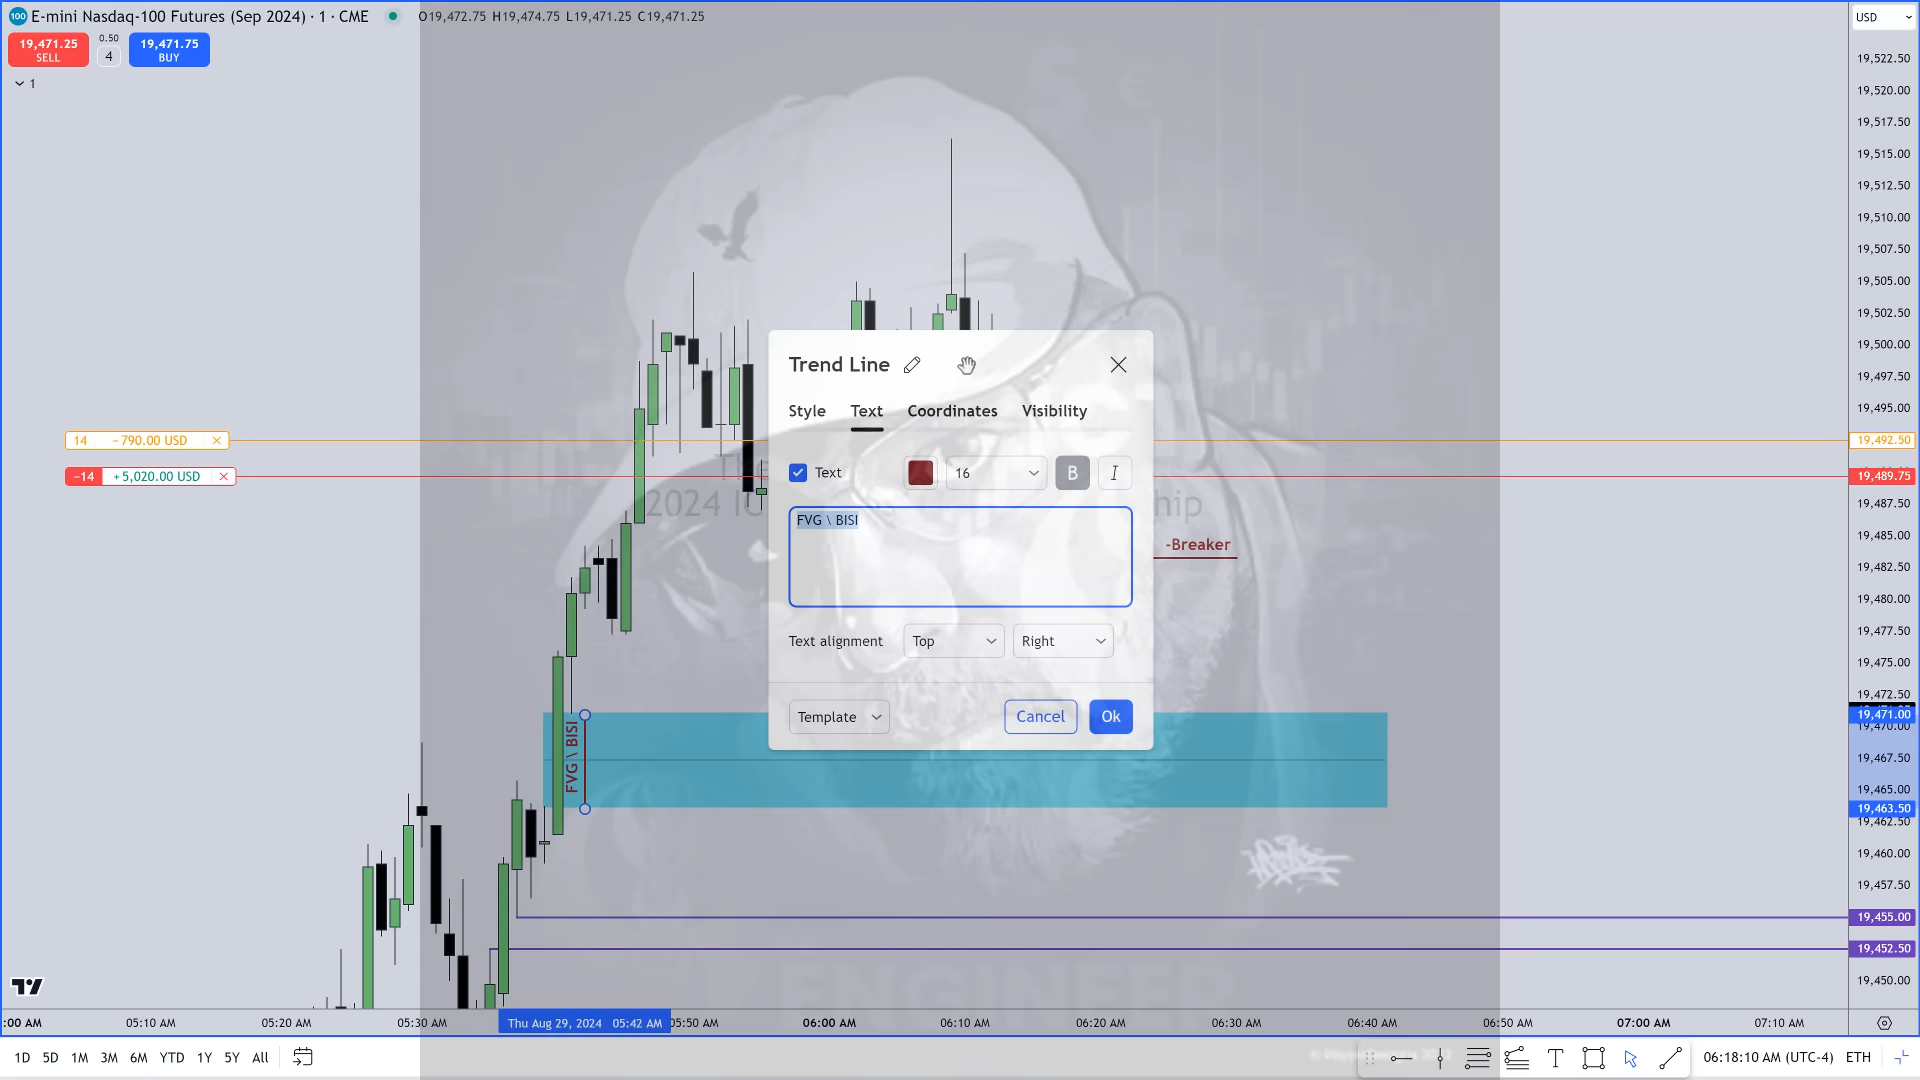 100 E-mini Nasdaq-100 Futures (Sep 2024) · 1 · CME O19,472.75 H19,474.75 L19,471.25 C19,471.25
USD
19,471.25
SELL
0.50
4
19,471.75
BUY
1
19,522.50
19,520.00
19,517.50
19,515.00
19,512.50
19,510.00
19,507.50
19,505.00
19,502.50
19,500.00
19,497.50
19,495.00
19,492.50
19,489.75
19,487.50
19,485.00
19,482.50
19,480.00
19,477.50
19,475.00
19,472.50
19,471.00
19,470.00
19,467.50
19,465.00
19,463.50
19,462.50
19,460.00
19,457.50
19,455.00
19,452.50
19,450.00
14 −790.00 USD
−14 +5,020.00 USD
2024
Trend Line
Style Text Coordinates Visibility
Text 16 B I
FVG \ BISI
Text alignment Top Right
Template Cancel Ok
-Breaker
FVG \ BISI
:00 AM 05:10 AM 05:20 AM 05:30 AM Thu Aug 29, 2024 05:42 AM 05:50 AM 06:00 AM 06:10 AM 06:20 AM 06:30 AM 06:40 AM 06:50 AM 07:00 AM 07:10 AM
1D 5D 1M 3M 6M YTD 1Y 5Y All
T
06:18:10 AM (UTC-4) ETH